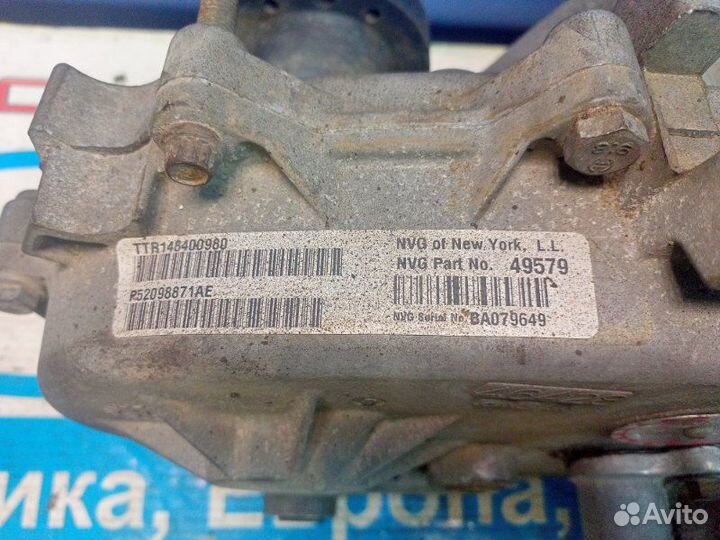 TTR148400980
P52098871AE
NVG of New York, L.L.
NVG Part No. 49579
NVG Serial No. BA079649
ика, Европа,
Avito